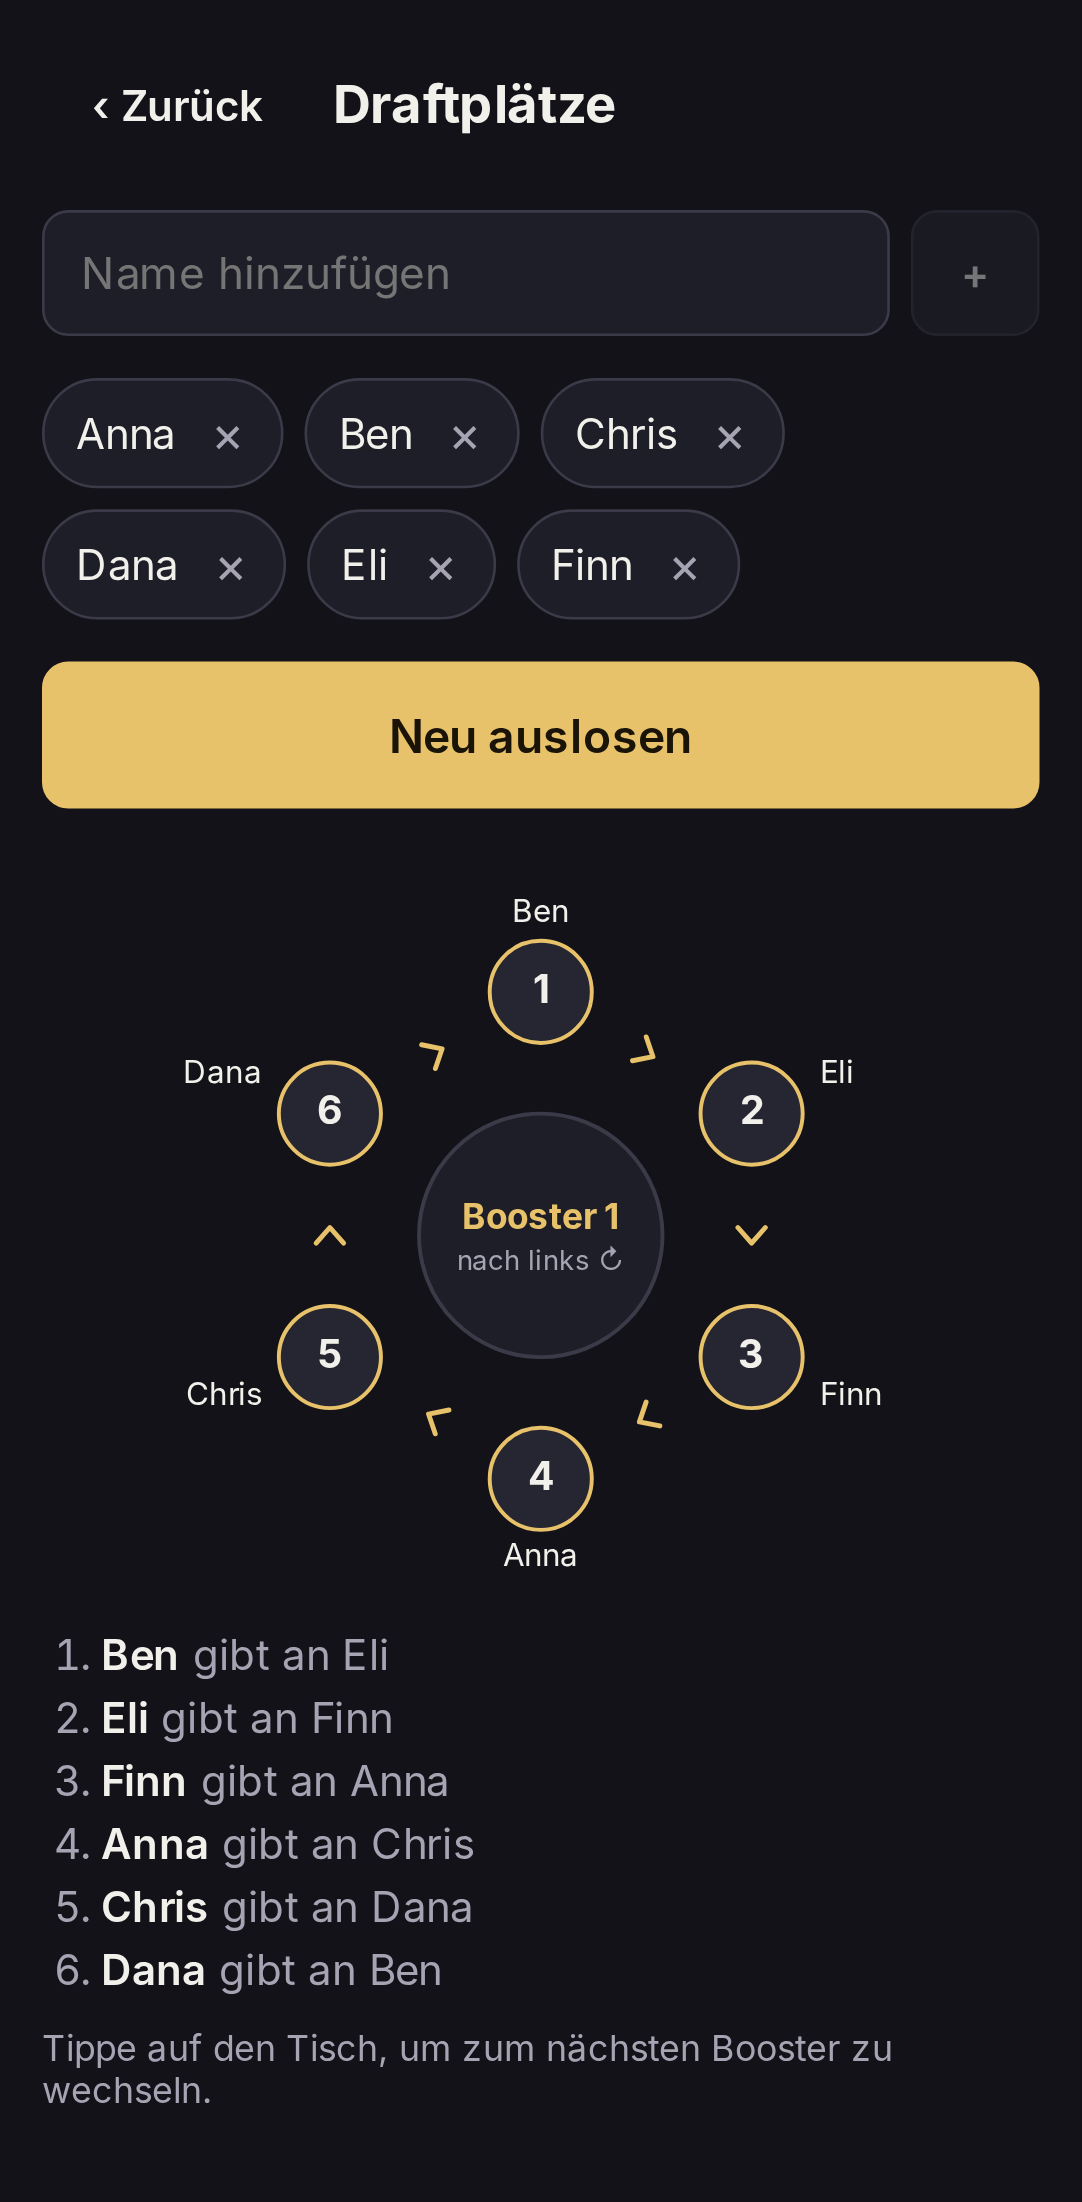 ‹ Zurück
Draftplätze
Name hinzufügen
+
Anna ✕ Ben ✕ Chris ✕
Dana ✕ Eli ✕ Finn ✕
Neu auslosen
Ben
1
Dana
6
Eli
2
Booster 1
nach links ↻
5
Chris
3
Finn
4
Anna
1. Ben gibt an Eli
2. Eli gibt an Finn
3. Finn gibt an Anna
4. Anna gibt an Chris
5. Chris gibt an Dana
6. Dana gibt an Ben
Tippe auf den Tisch, um zum nächsten Booster zu
wechseln.